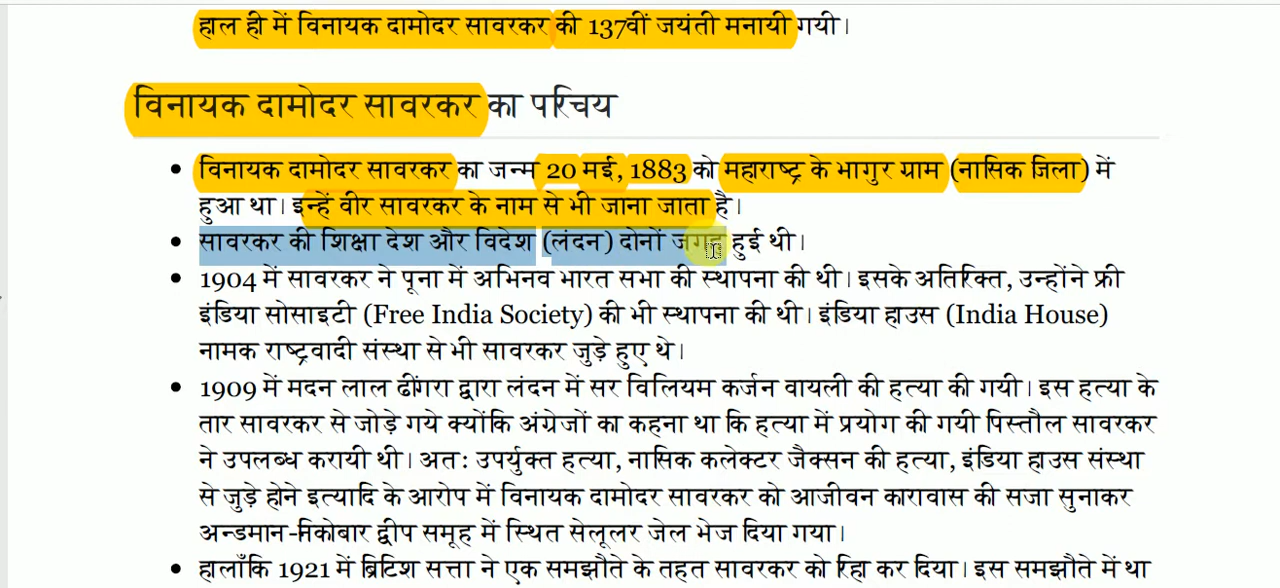 हाल ही में विनायक दामोदर सावरकर की 137वीं जयंती मनायी गयी।
विनायक दामोदर सावरकर का परिचय
• विनायक दामोदर सावरकर का जन्म 20 मई, 1883 को महाराष्ट्र के भागुर ग्राम (नासिक जिला) में
हुआ था। इन्हें वीर सावरकर के नाम से भी जाना जाता है।
• सावरकर की शिक्षा देश और विदेश (लंदन) दोनों जगह हुई थी।
• 1904 में सावरकर ने पूना में अभिनव भारत सभा की स्थापना की थी। इसके अतिरिक्त, उन्होंने फ्री
इंडिया सोसाइटी (Free India Society) की भी स्थापना की थी। इंडिया हाउस (India House)
नामक राष्ट्रवादी संस्था से भी सावरकर जुड़े हुए थे।
• 1909 में मदन लाल ढींगरा द्वारा लंदन में सर विलियम कर्जन वायली की हत्या की गयी। इस हत्या के
तार सावरकर से जोड़े गये क्योंकि अंग्रेजों का कहना था कि हत्या में प्रयोग की गयी पिस्तौल सावरकर
ने उपलब्ध करायी थी। अत: उपर्युक्त हत्या, नासिक कलेक्टर जैक्सन की हत्या, इंडिया हाउस संस्था
से जुड़े होने इत्यादि के आरोप में विनायक दामोदर सावरकर को आजीवन कारावास की सजा सुनाकर
अन्डमान-निकोबार द्वीप समूह में स्थित सेलूलर जेल भेज दिया गया।
• हालाँकि 1921 में ब्रिटिश सत्ता ने एक समझौते के तहत सावरकर को रिहा कर दिया। इस समझौते में था